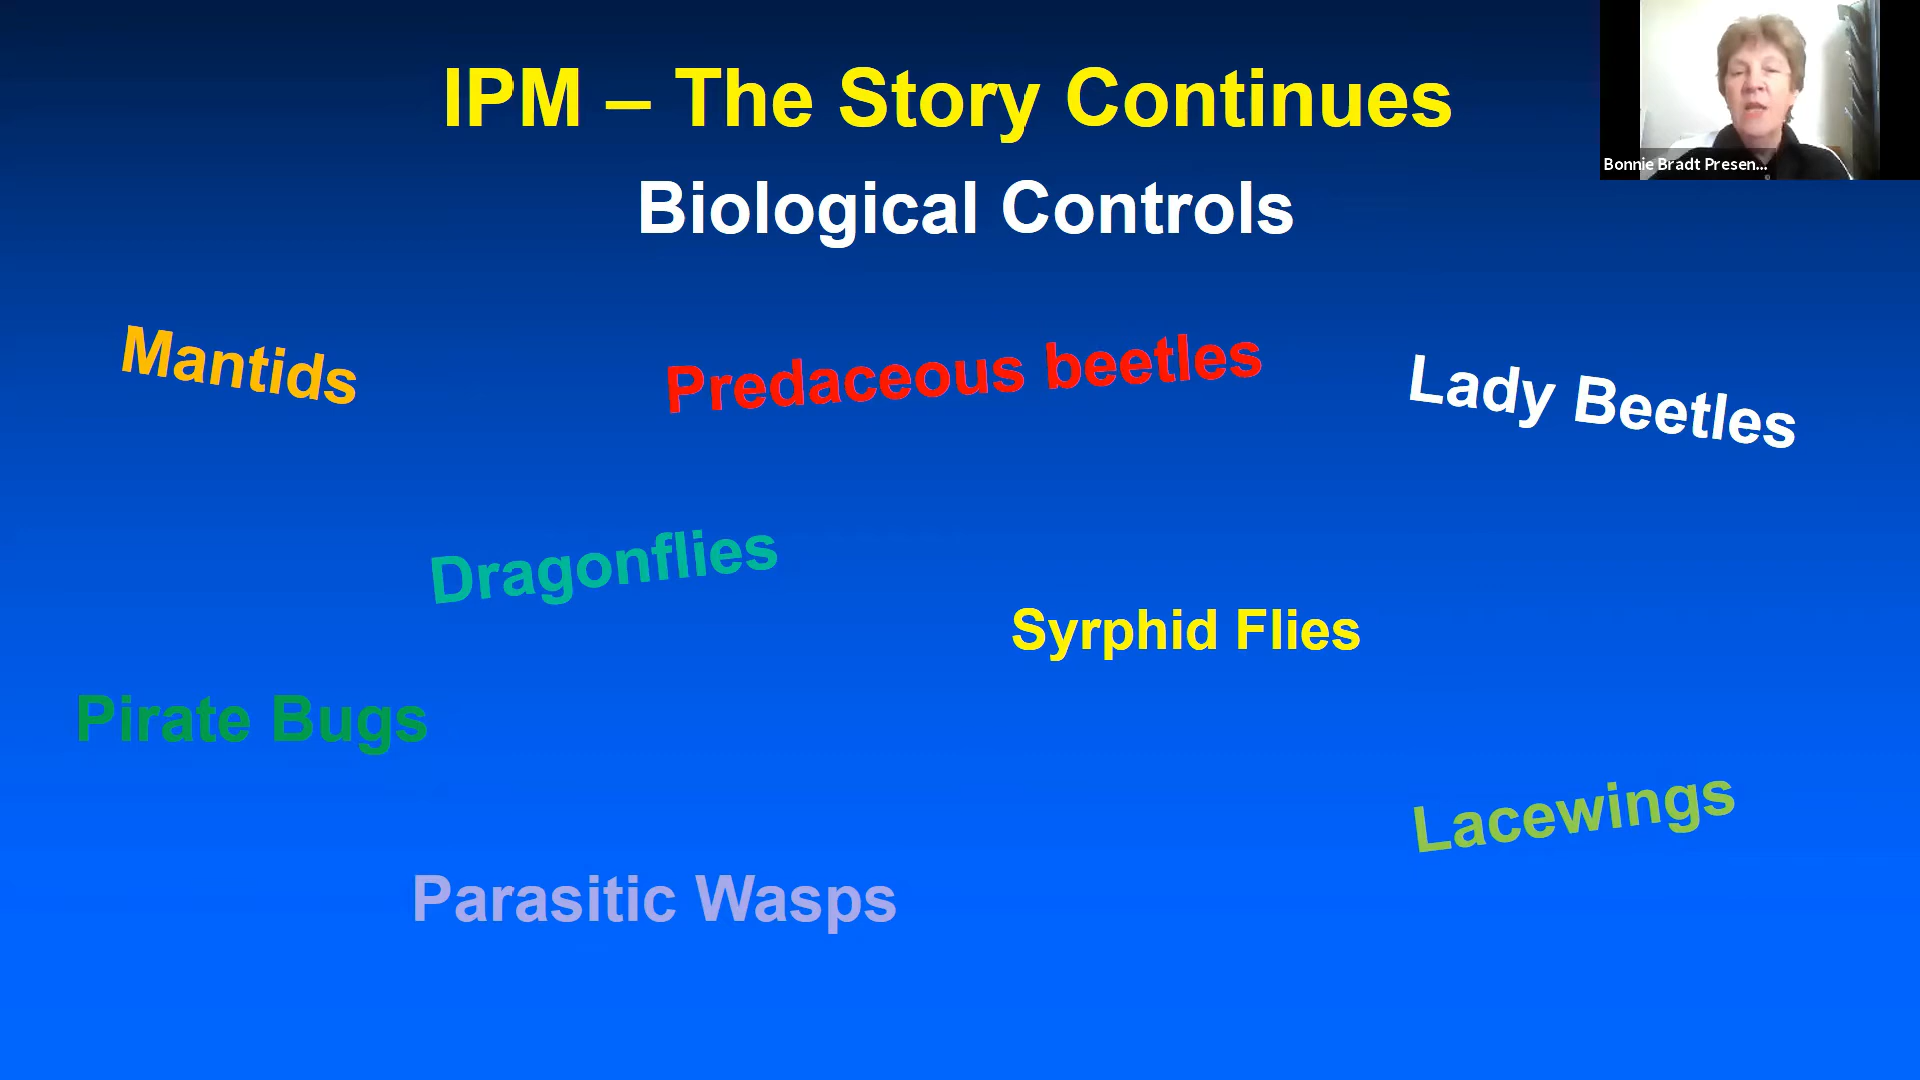 IPM – The Story Continues
Bonnie Bradt Presen...
Biological Controls
Mantids
Predaceous beetles
Lady Beetles
Dragonflies
Syrphid Flies
Pirate Bugs
Lacewings
Parasitic Wasps